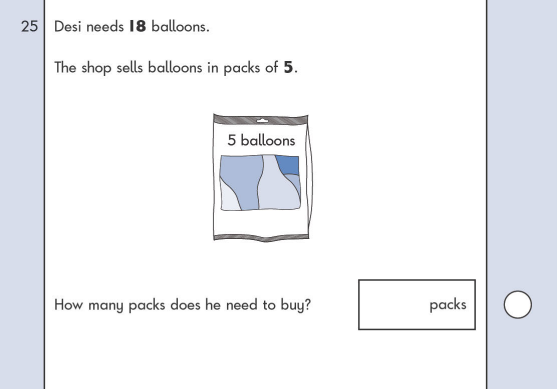 25 Desi needs 18 balloons.
The shop sells balloons in packs of 5.
5 balloons
How many packs does he need to buy?
packs